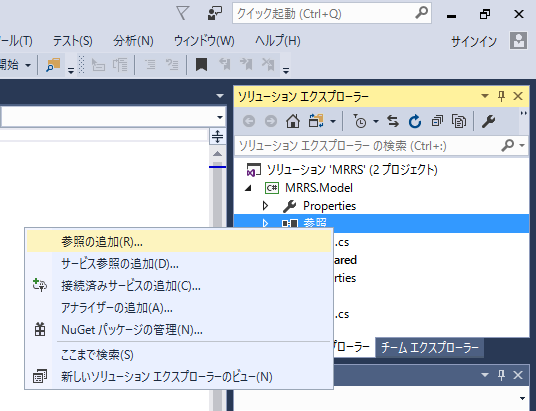 クイック起動 (Ctrl+Q)
ール(T) テスト(S) 分析(N) ウィンドウ(W) ヘルプ(H) サインイン
開始
ソリューション エクスプローラー
ソリューション エクスプローラー の検索 (Ctrl+:)
ソリューション 'MRRS' (2 プロジェクト)
C# MRRS.Model
Properties
参照
参照の追加(R)...
.cs
サービス参照の追加(D)...
ared
接続済みサービスの追加(C)...
erties
アナライザーの追加(A)...
NuGet パッケージの管理(N)...
.cs
ここまで検索(S)
プローラー チーム エクスプローラー
新しいソリューション エクスプローラーのビュー(N)